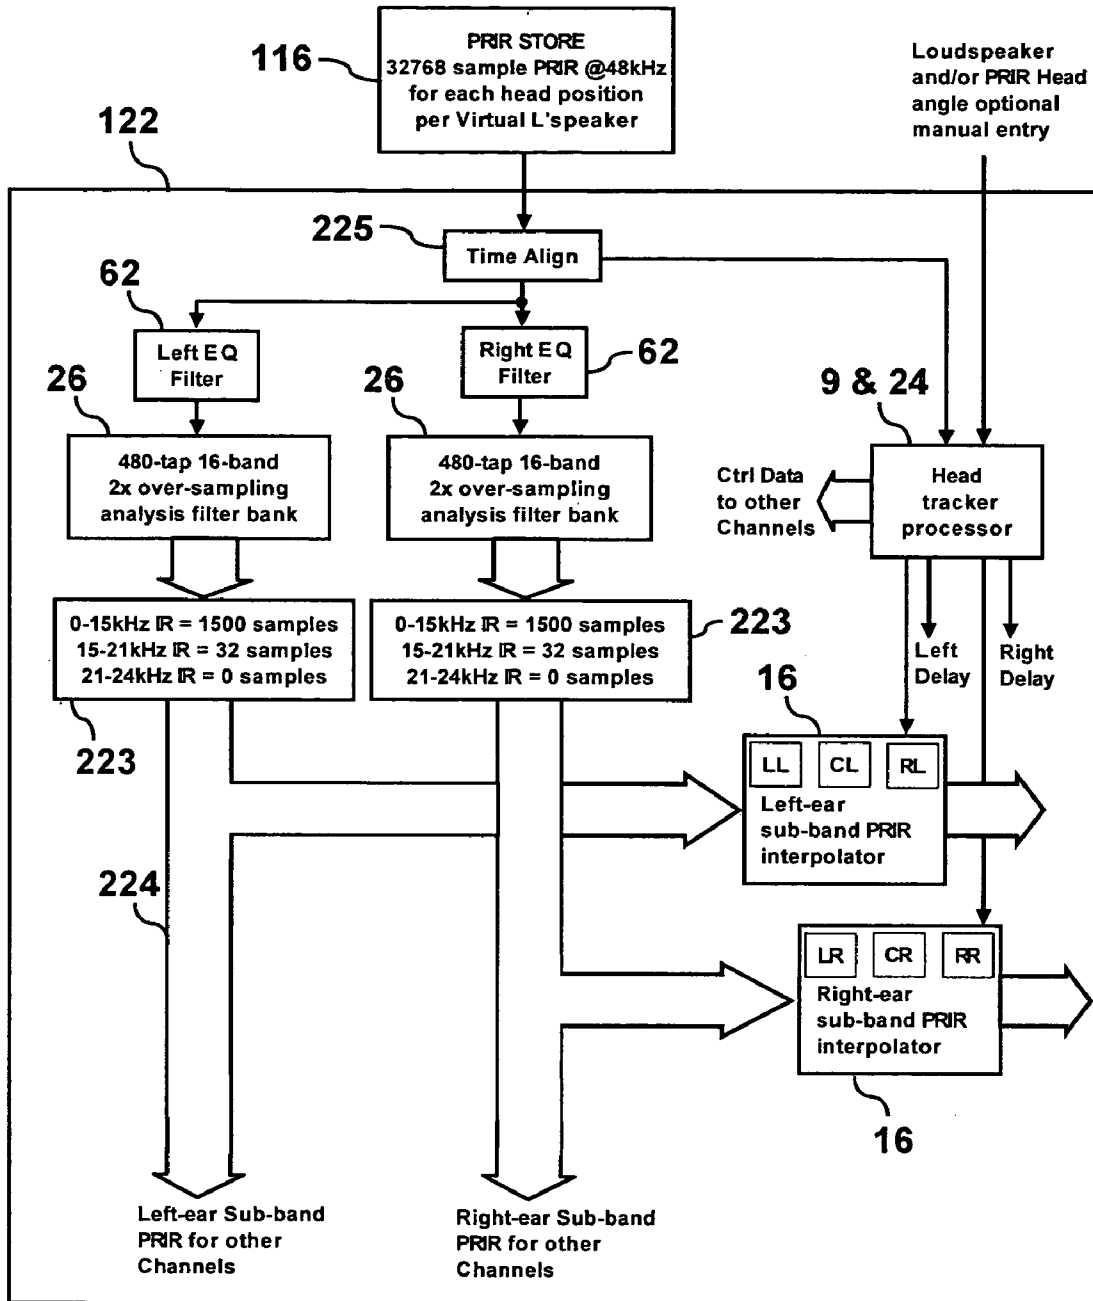 116
PRIR STORE
32768 sample PRIR @48kHz
for each head position
per Virtual L'speaker
Loudspeaker
and/or PRIR Head
angle optional
manual entry
122
225
Time Align
62
Left EQ
Filter
Right EQ
Filter
62
26
480-tap 16-band
2x over-sampling
analysis filter bank
26
480-tap 16-band
2x over-sampling
analysis filter bank
9 & 24
Ctrl Data
to other
Channels
Head
tracker
processor
0-15kHz IR = 1500 samples
15-21kHz IR = 32 samples
21-24kHz IR = 0 samples
223
0-15kHz IR = 1500 samples
15-21kHz IR = 32 samples
21-24kHz IR = 0 samples
223
Left
Delay
Right
Delay
16
LL CL RL
Left-ear
sub-band PRIR
interpolator
224
LR CR RR
Right-ear
sub-band PRIR
interpolator
16
Left-ear Sub-band
PRIR for other
Channels
Right-ear Sub-band
PRIR for other
Channels